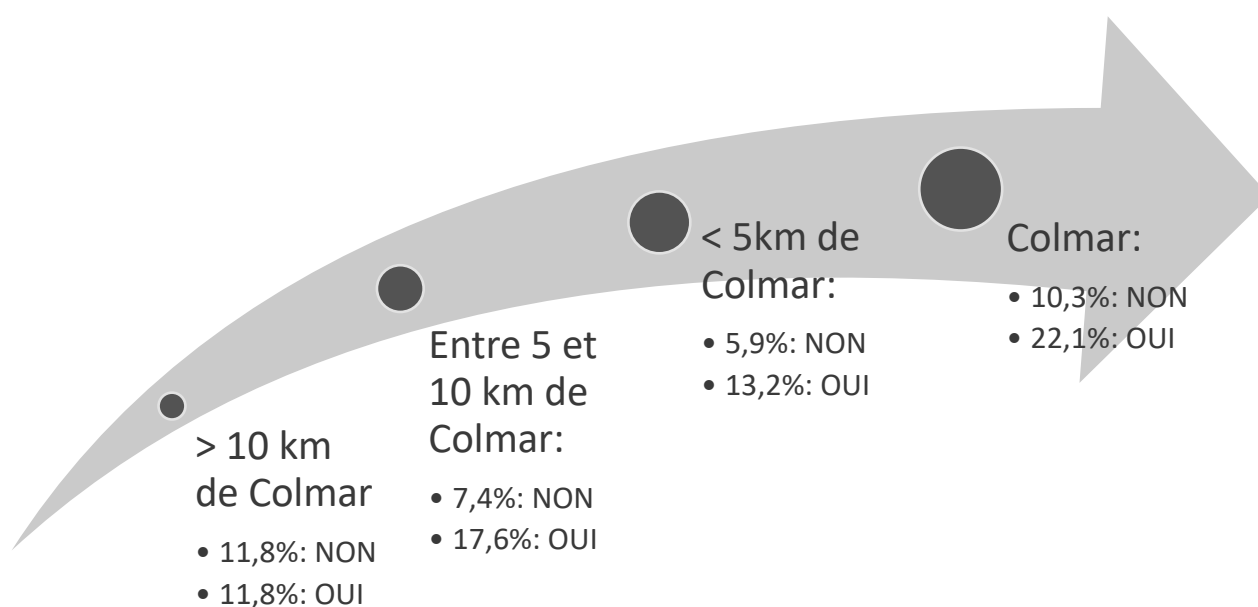 > 10 km
de Colmar
• 11,8%: NON
• 11,8%: OUI
Entre 5 et
10 km de
Colmar:
• 7,4%: NON
• 17,6%: OUI
< 5km de
Colmar:
• 5,9%: NON
• 13,2%: OUI
Colmar:
• 10,3%: NON
• 22,1%: OUI